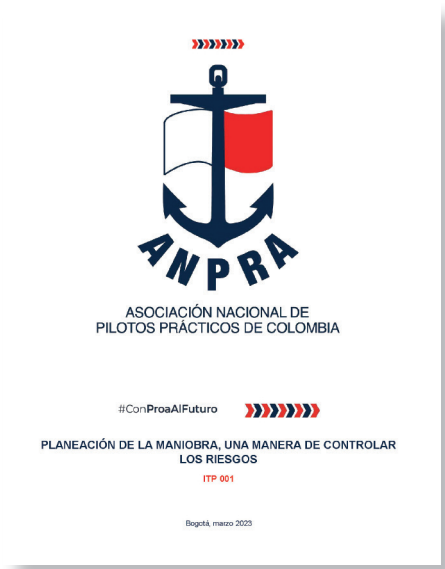 ANPRA
ASOCIACIÓN NACIONAL DE
PILOTOS PRÁCTICOS DE COLOMBIA
#ConProaAlFuturo
PLANEACIÓN DE LA MANIOBRA, UNA MANERA DE CONTROLAR
LOS RIESGOS
ITP 001
Bogotá, marzo 2023